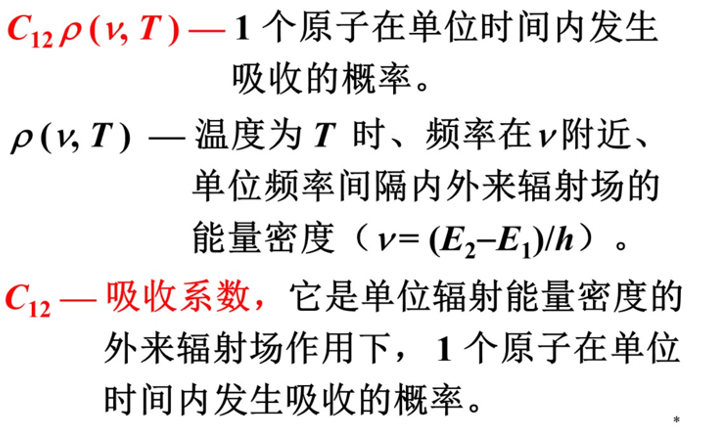 C₁₂ρ(ν, T) — 1 个原子在单位时间内发生
吸收的概率。
ρ(ν, T) — 温度为 T 时、频率在ν附近、
单位频率间隔内外来辐射场的
能量密度（ν= (E₂–E₁)/h）。
C₁₂ — 吸收系数，它是单位辐射能量密度的
外来辐射场作用下， 1 个原子在单位
时间内发生吸收的概率。
*